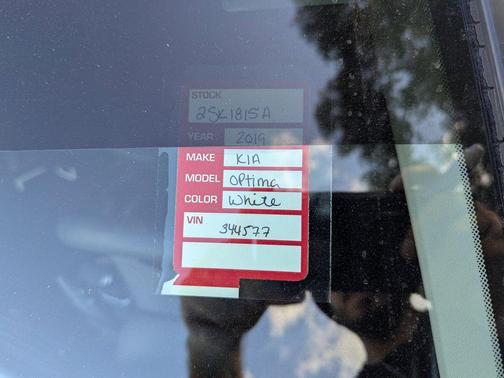 STOCK
2SK1815A
YEAR 2019
MAKE KIA
MODEL OPTima
COLOR White
VIN
344577